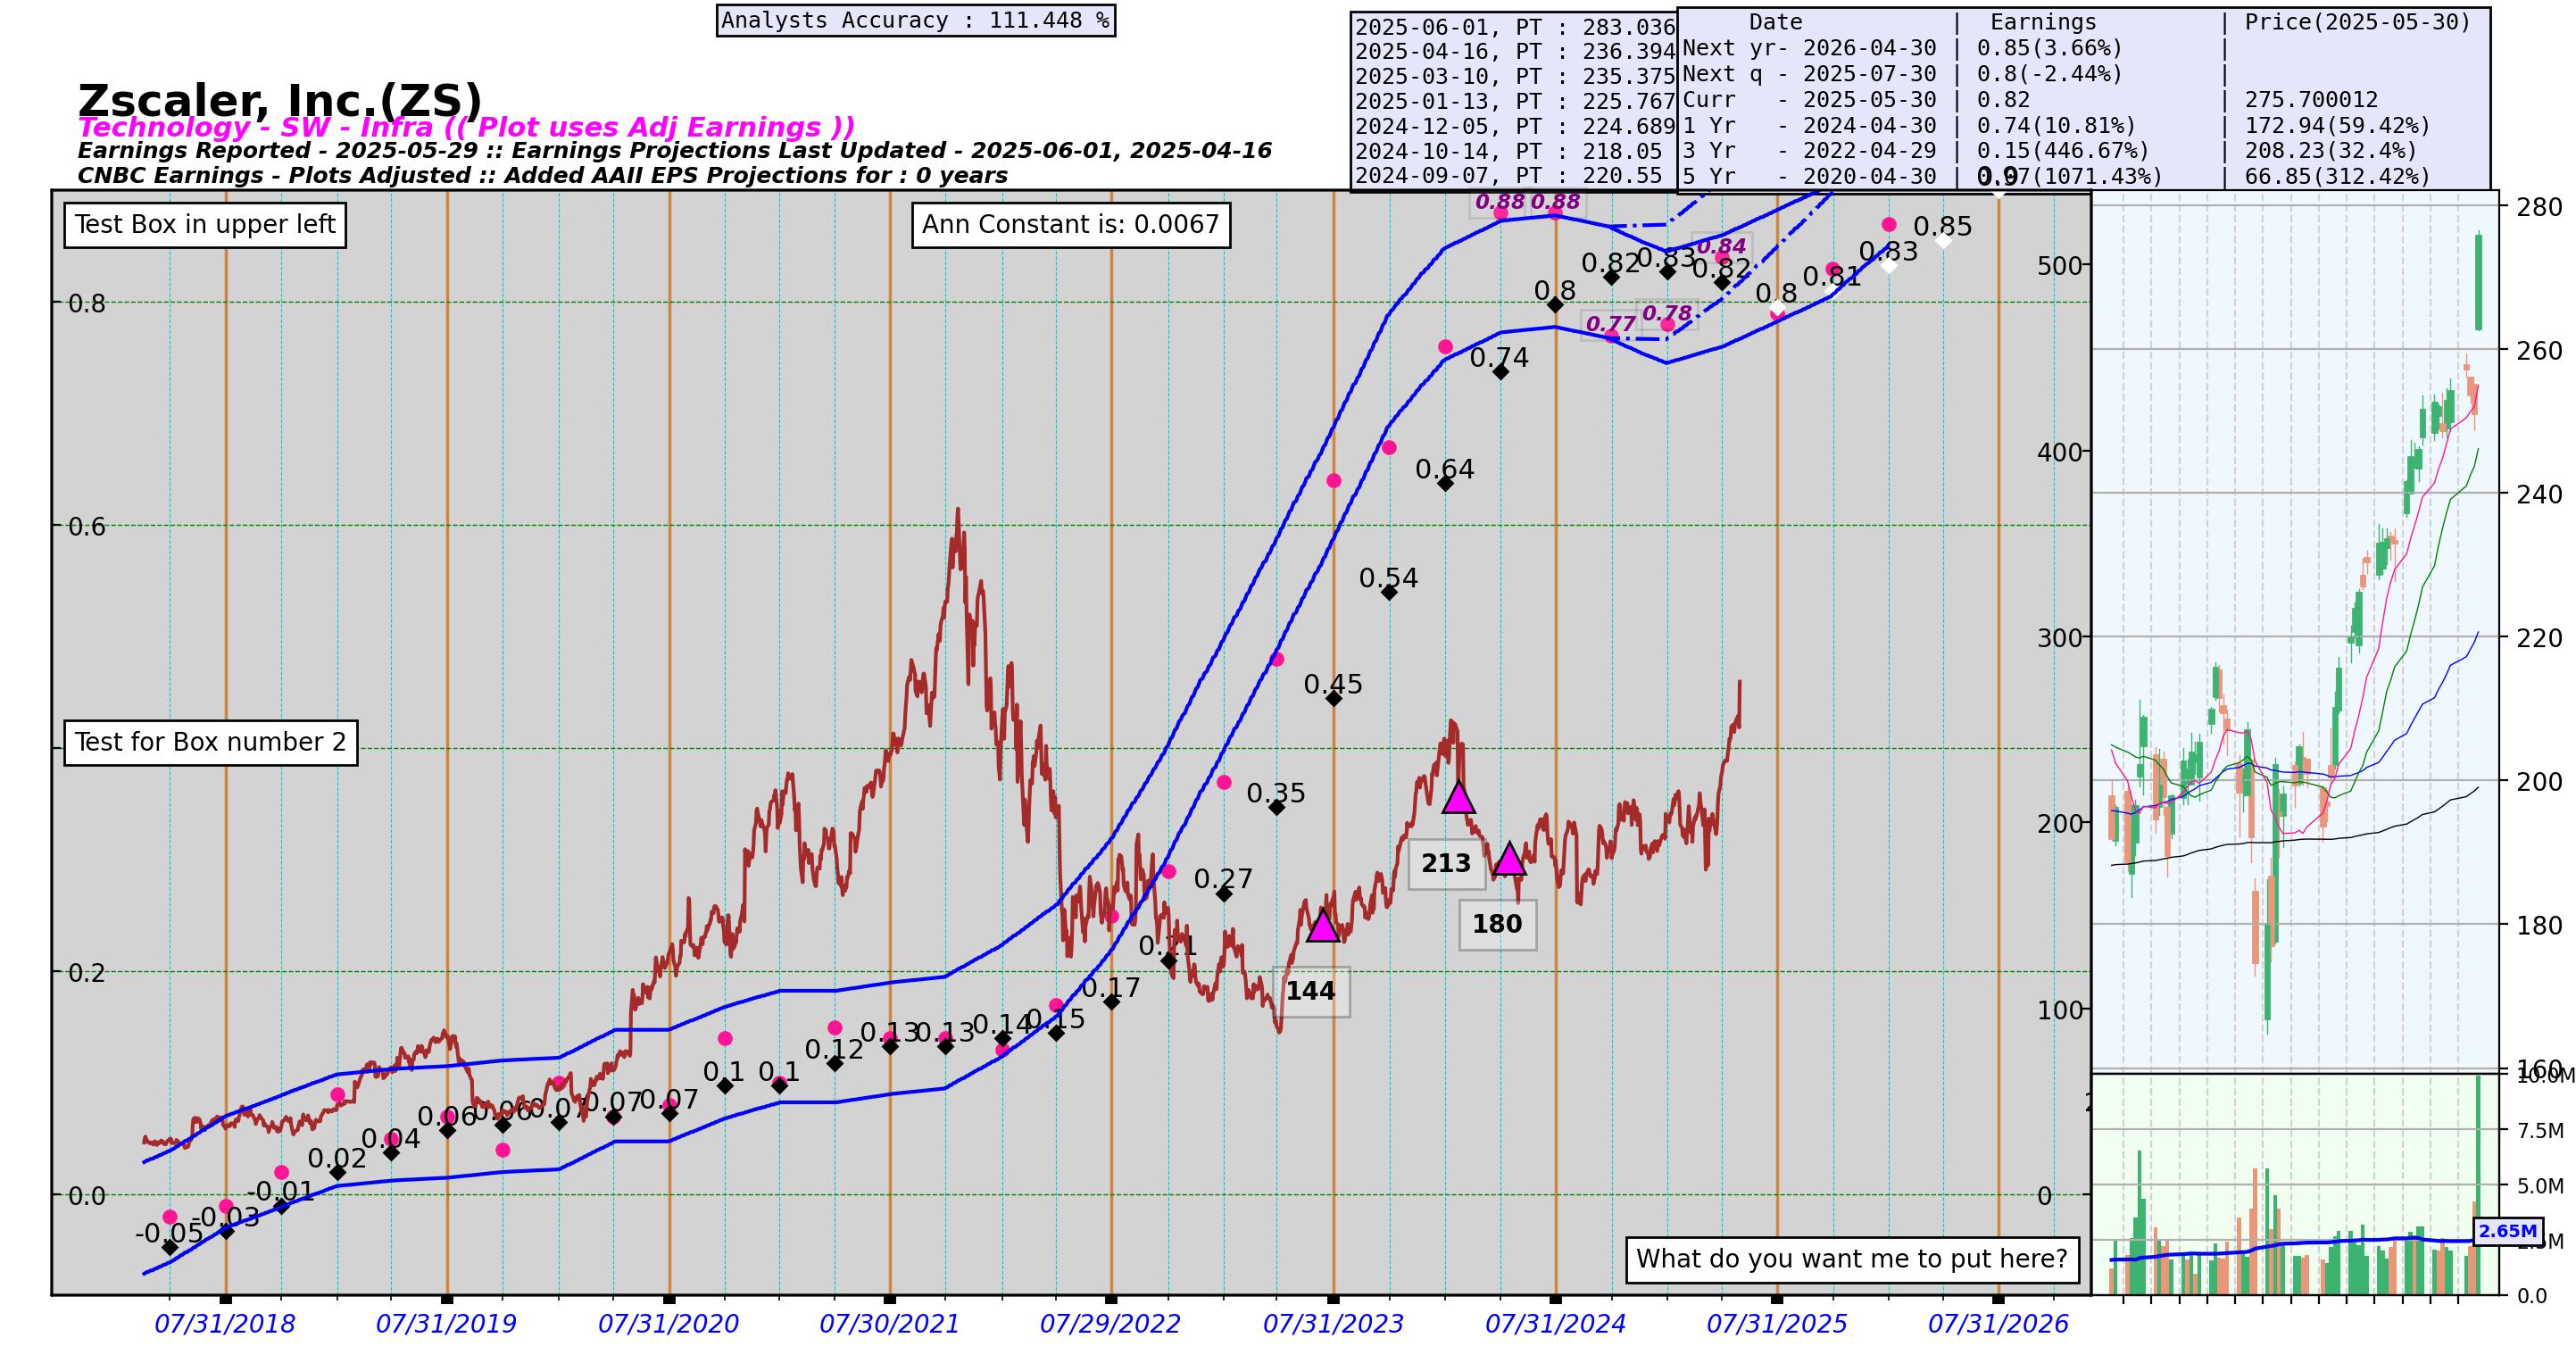 Analysts Accuracy : 111.448 %
2025-06-01, PT : 283.036
2025-04-16, PT : 236.394
2025-03-10, PT : 235.375
2025-01-13, PT : 225.767
2024-12-05, PT : 224.689
2024-10-14, PT : 218.05
2024-09-07, PT : 220.55
Date | Earnings | Price(2025-05-30)
Next yr- 2026-04-30 | 0.85(3.66%) |
Next q - 2025-07-30 | 0.8(-2.44%) |
Curr - 2025-05-30 | 0.82 | 275.700012
1 Yr - 2024-04-30 | 0.74(10.81%) | 172.94(59.42%)
3 Yr - 2022-04-29 | 0.15(446.67%) | 208.23(32.4%)
5 Yr - 2020-04-30 | (1071.43%) | 66.85(312.42%)
0.9
Zscaler, Inc.(ZS)
Technology - SW - Infra (( Plot uses Adj Earnings ))
Earnings Reported - 2025-05-29 :: Earnings Projections Last Updated - 2025-06-01, 2025-04-16
CNBC Earnings - Plots Adjusted :: Added AAII EPS Projections for : 0 years
Test Box in upper left
Ann Constant is: 0.0067
Test for Box number 2
What do you want me to put here?
0.8
0.6
0.2
0.0
-0.05
-0.03
-0.01
0.02
0.04
0.06
0.06
0.07
0.07
0.07
0.1
0.1
0.12
0.13
0.13
0.14
0.15
0.17
0.21
0.27
0.35
0.45
0.54
0.64
0.74
0.8
0.82
0.83
0.82
0.8
0.81
0.83
0.85
0.88
0.88
0.77
0.78
0.84
144
213
180
500
400
300
200
100
0
280
260
240
220
200
180
160
10.0M
7.5M
5.0M
2.65M
0.0
07/31/2018
07/31/2019
07/31/2020
07/30/2021
07/29/2022
07/31/2023
07/31/2024
07/31/2025
07/31/2026